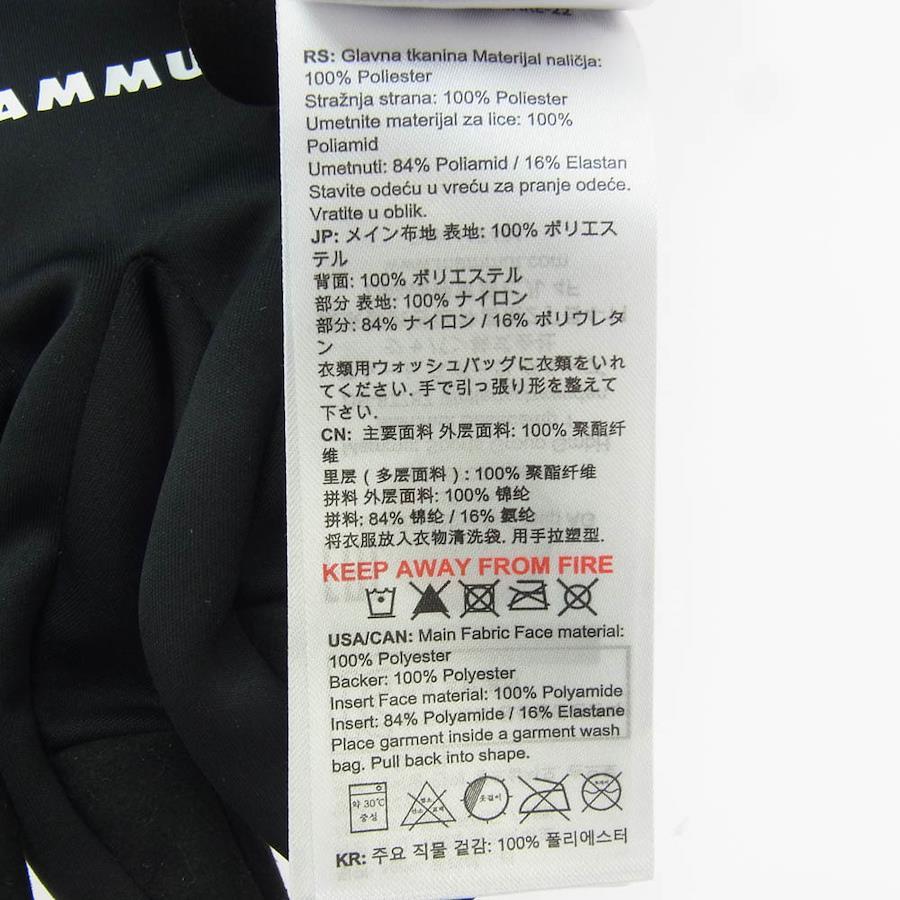 AMMU
RS: Glavna tkanina Materijal naličja:
100% Poliester
Stražnja strana: 100% Poliester
Umetnite materijal za lice: 100%
Poliamid
Umetnuti: 84% Poliamid / 16% Elastan
Stavite odeću u vreću za pranje odeće.
Vratite u oblik.
JP: メイン布地 表地: 100% ポリエス
テル
背面: 100% ポリエステル
部分 表地: 100% ナイロン
部分: 84% ナイロン / 16% ポリウレタ
ン
衣類用ウォッシュバッグに衣類をいれ
てください. 手で引っ張り形を整えて
下さい.
CN: 主要面料 外层面料: 100% 聚酯纤
维
里层 ( 多层面料 ) : 100% 聚酯纤维
拼料 外层面料: 100% 锦纶
拼料: 84% 锦纶 / 16% 氨纶
将衣服放入衣物清洗袋. 用手拉塑型.
KEEP AWAY FROM FIRE
USA/CAN: Main Fabric Face material:
100% Polyester
Backer: 100% Polyester
Insert Face material: 100% Polyamide
Insert: 84% Polyamide / 16% Elastane
Place garment inside a garment wash
bag. Pull back into shape.
약 30℃
중성
염소
산소 표백
옷걸이
KR: 주요 직물 겉감: 100% 폴리에스터